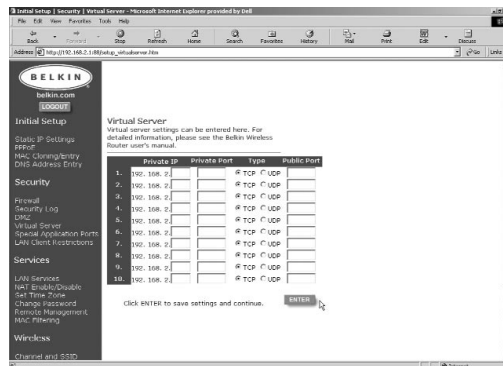 Initial Setup | Security | Virtual Server - Microsoft Internet Explorer provided by Dell
File Edit View Favorites Tools Help
Back Forward Stop Refresh Home Search Favorites History Mail Print Edit Discuss
Address http://192.168.2.1:88/setup_virtualserver.htm Go Links
BELKIN
belkin.com
LOGOUT
Initial Setup
Static IP Settings
PPPoE
MAC Cloning/Entry
DNS Address Entry
Security
Firewall
Security Log
DMZ
Virtual Server
Special Application Ports
LAN Client Restrictions
Services
LAN Services
NAT Enable/Disable
Set Time Zone
Change Password
Remote Management
MAC Filtering
Wireless
Channel and SSID
Virtual Server
Virtual server settings can be entered here. For
detailed information, please see the Belkin Wireless
Router user's manual.
Private IP Private Port Type Public Port
1. 192. 168. 2. TCP UDP
2. 192. 168. 2. TCP UDP
3. 192. 168. 2. TCP UDP
4. 192. 168. 2. TCP UDP
5. 192. 168. 2. TCP UDP
6. 192. 168. 2. TCP UDP
7. 192. 168. 2. TCP UDP
8. 192. 168. 2. TCP UDP
9. 192. 168. 2. TCP UDP
10. 192. 168. 2. TCP UDP
Click ENTER to save settings and continue. ENTER